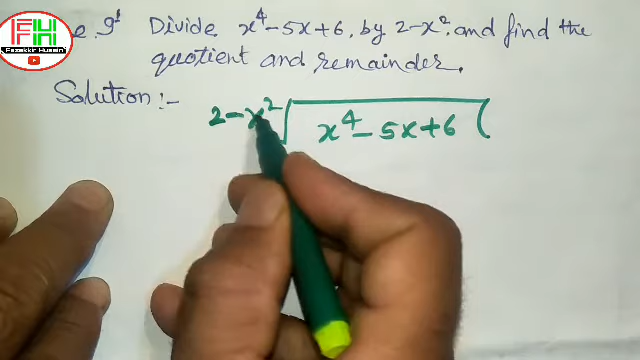 FH
Fazakkir Hussain
e. 9! Divide x⁴-5x+6, by 2-x², and find the
quotient and remainder.
Solution :-
2-x² x⁴-5x+6 (